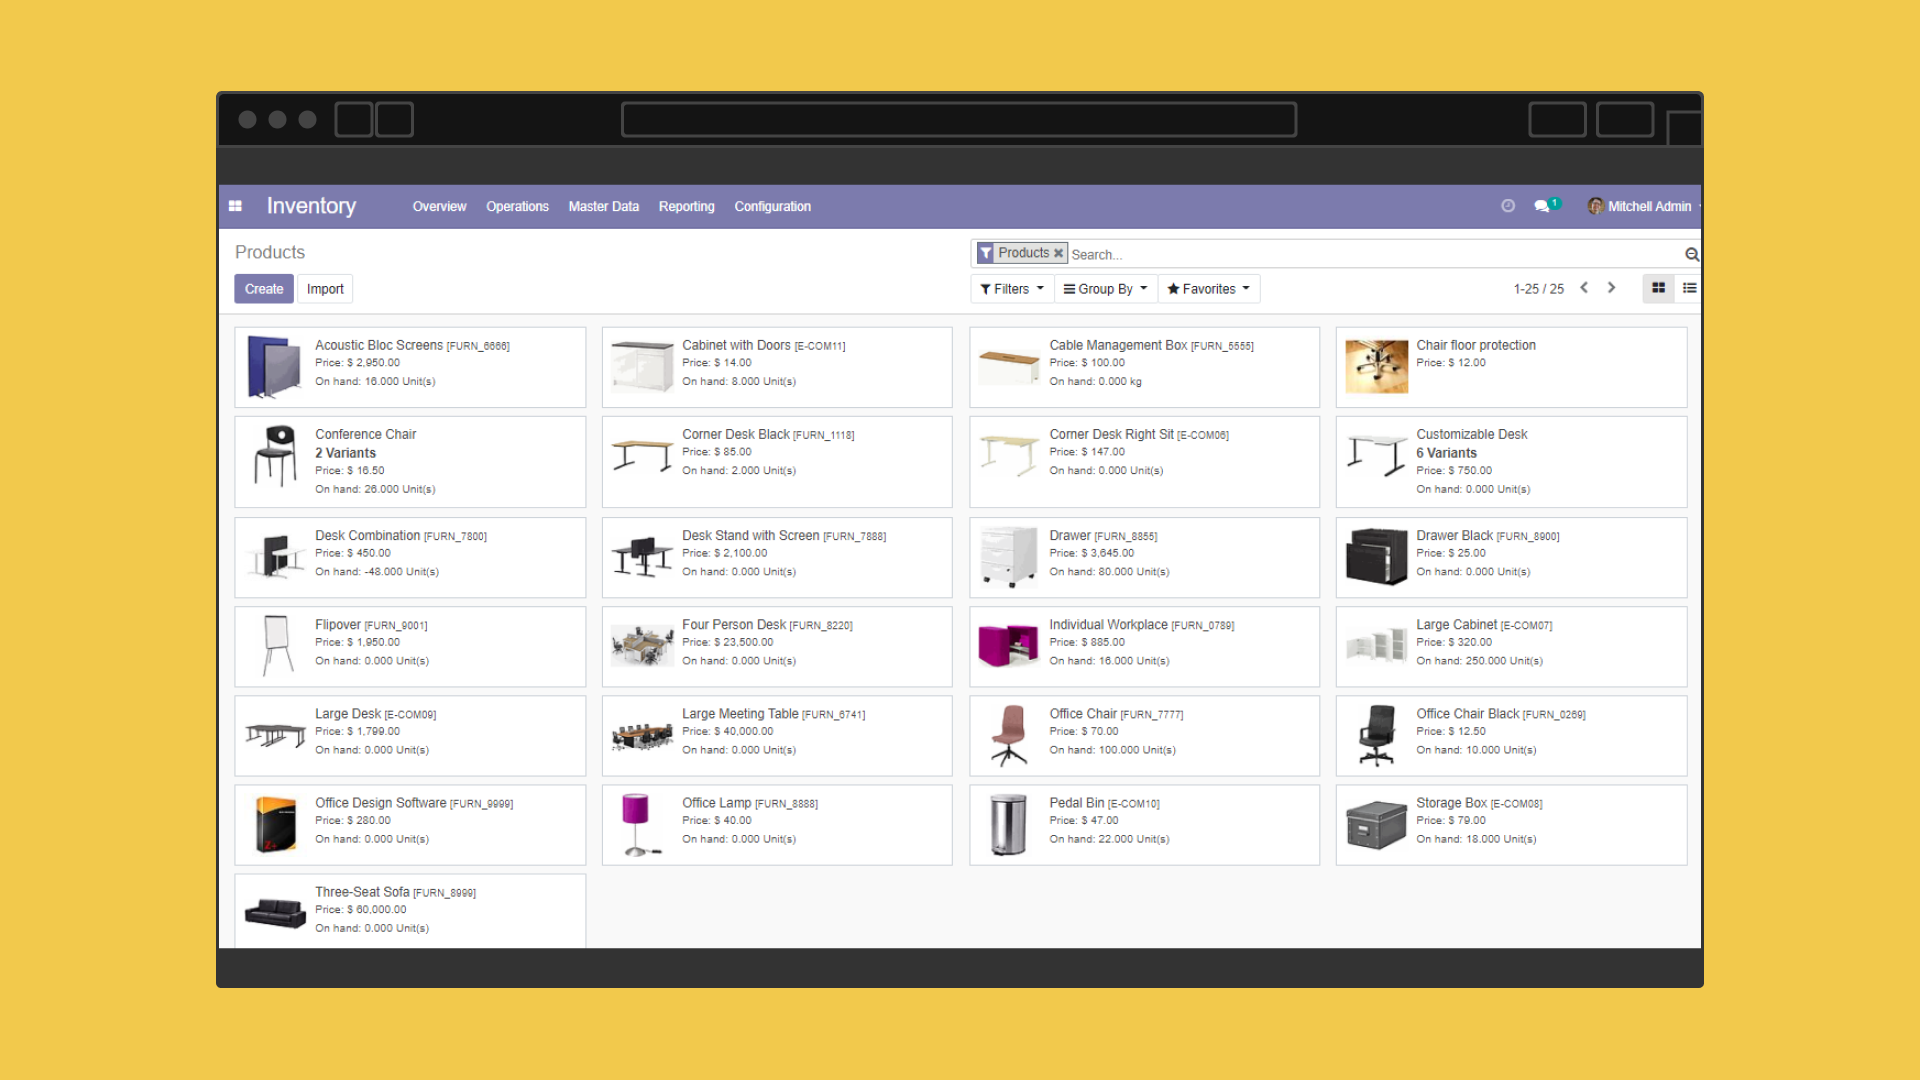 Inventory Overview Operations Master Data Reporting Configuration 1 Mitchell Admin
Products
Products Search...
Create Import
Filters Group By Favorites 1-25 / 25
Acoustic Bloc Screens [FURN_6666]
Price: $ 2,950.00
On hand: 16.000 Unit(s)
Cabinet with Doors [E-COM11]
Price: $ 14.00
On hand: 8.000 Unit(s)
Cable Management Box [FURN_5555]
Price: $ 100.00
On hand: 0.000 kg
Chair floor protection
Price: $ 12.00
Conference Chair
2 Variants
Price: $ 16.50
On hand: 26.000 Unit(s)
Corner Desk Black [FURN_1118]
Price: $ 85.00
On hand: 2.000 Unit(s)
Corner Desk Right Sit [E-COM06]
Price: $ 147.00
On hand: 0.000 Unit(s)
Customizable Desk
6 Variants
Price: $ 750.00
On hand: 0.000 Unit(s)
Desk Combination [FURN_7800]
Price: $ 450.00
On hand: -48.000 Unit(s)
Desk Stand with Screen [FURN_7888]
Price: $ 2,100.00
On hand: 0.000 Unit(s)
Drawer [FURN_8855]
Price: $ 3,645.00
On hand: 80.000 Unit(s)
Drawer Black [FURN_8900]
Price: $ 25.00
On hand: 0.000 Unit(s)
Flipover [FURN_9001]
Price: $ 1,950.00
On hand: 0.000 Unit(s)
Four Person Desk [FURN_8220]
Price: $ 23,500.00
On hand: 0.000 Unit(s)
Individual Workplace [FURN_0789]
Price: $ 885.00
On hand: 16.000 Unit(s)
Large Cabinet [E-COM07]
Price: $ 320.00
On hand: 250.000 Unit(s)
Large Desk [E-COM09]
Price: $ 1,799.00
On hand: 0.000 Unit(s)
Large Meeting Table [FURN_6741]
Price: $ 40,000.00
On hand: 0.000 Unit(s)
Office Chair [FURN_7777]
Price: $ 70.00
On hand: 100.000 Unit(s)
Office Chair Black [FURN_0269]
Price: $ 12.50
On hand: 10.000 Unit(s)
Office Design Software [FURN_9999]
Price: $ 280.00
On hand: 0.000 Unit(s)
Office Lamp [FURN_8888]
Price: $ 40.00
On hand: 0.000 Unit(s)
Pedal Bin [E-COM10]
Price: $ 47.00
On hand: 22.000 Unit(s)
Storage Box [E-COM08]
Price: $ 79.00
On hand: 18.000 Unit(s)
Three-Seat Sofa [FURN_8999]
Price: $ 60,000.00
On hand: 0.000 Unit(s)